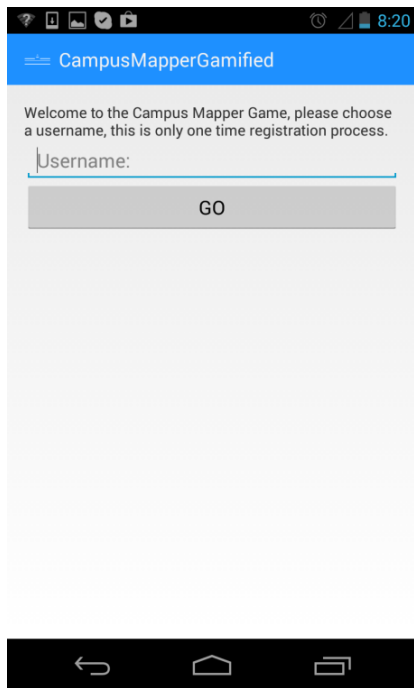 8:20
CampusMapperGamified
Welcome to the Campus Mapper Game, please choose
a username, this is only one time registration process.
Username:
GO